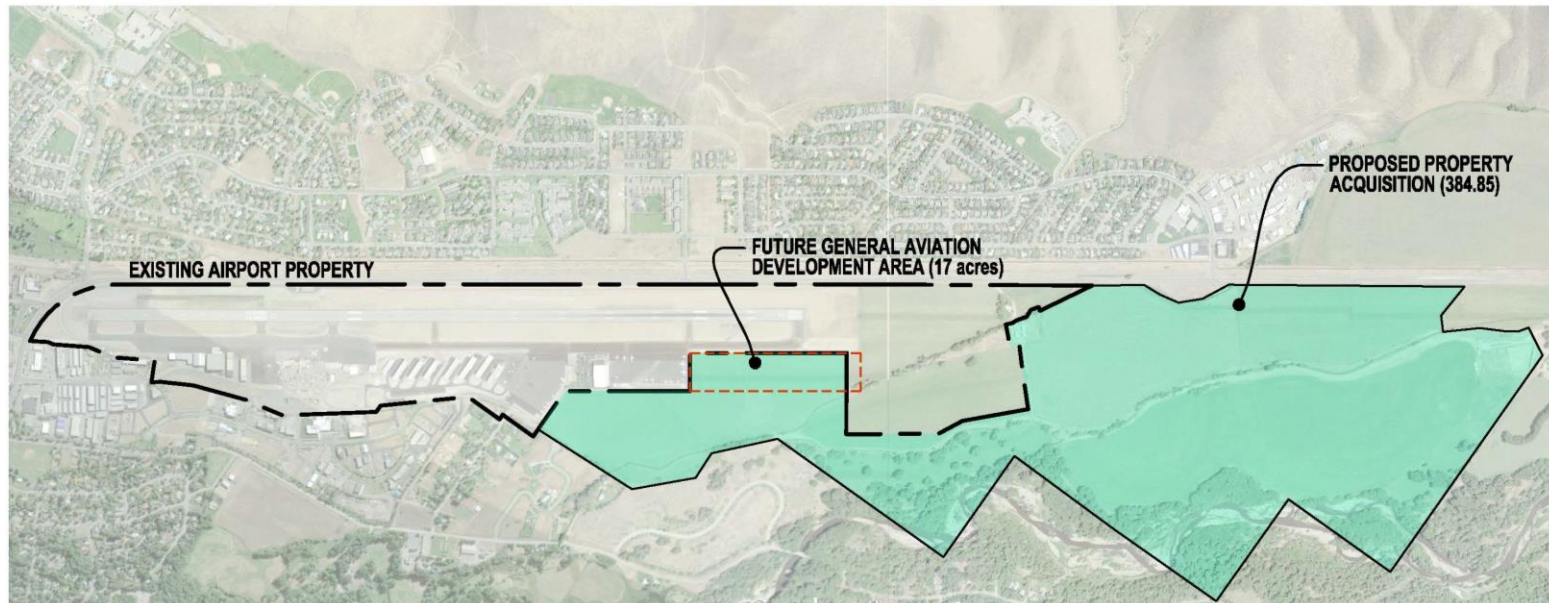 PROPOSED PROPERTY
ACQUISITION (384.85)
FUTURE GENERAL AVIATION
DEVELOPMENT AREA (17 acres)
EXISTING AIRPORT PROPERTY